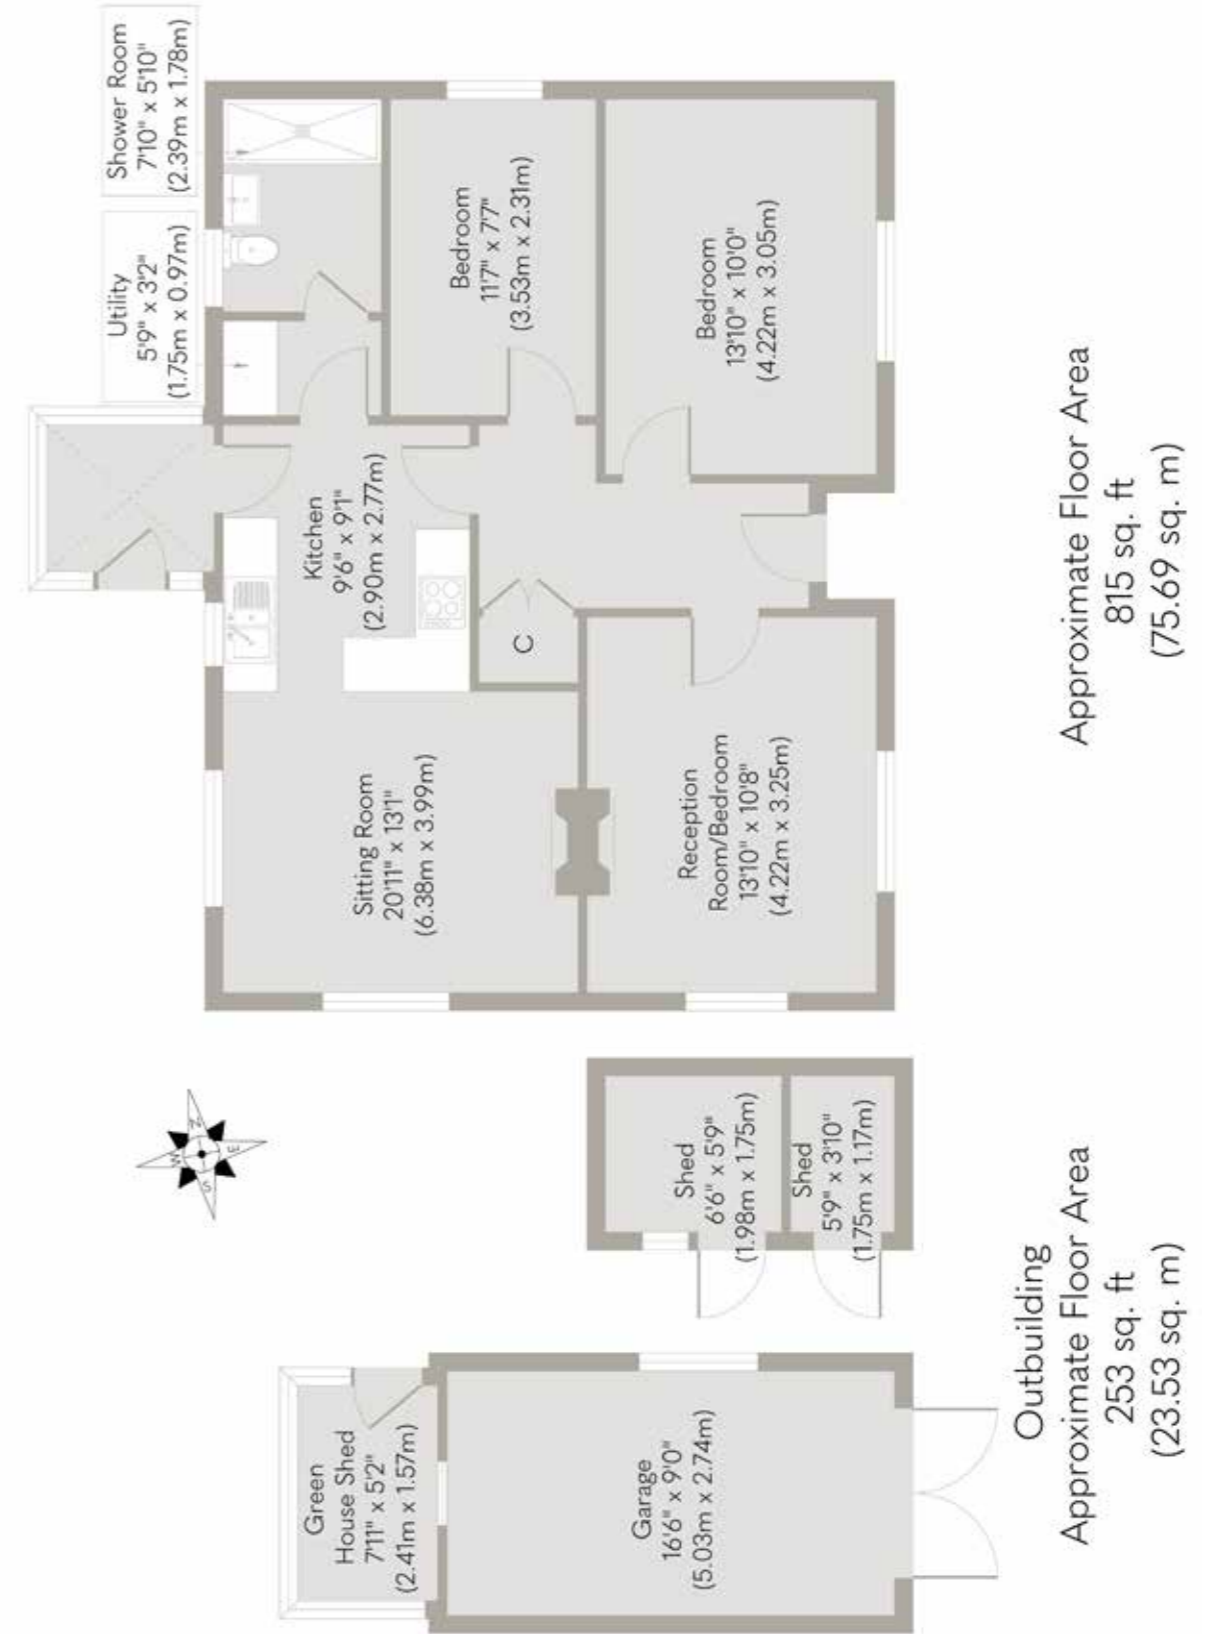 Green
House Shed
7'11" x 5'2"
(2.41m x 1.57m)
Garage
16'6" x 9'0"
(5.03m x 2.74m)
Outbuilding
Approximate Floor Area
253 sq. ft
(23.53 sq. m)
N
E
S
W
Shed
6'6" x 5'9"
(1.98m x 1.75m)
Shed
5'9" x 3'10"
(1.75m x 1.17m)
Sitting Room
20'11" x 13'1"
(6.38m x 3.99m)
Reception
Room/Bedroom
13'10" x 10'8"
(4.22m x 3.25m)
Kitchen
9'6" x 9'1"
(2.90m x 2.77m)
C
Utility
5'9" x 3'2"
(1.75m x 0.97m)
Shower Room
7'10" x 5'10"
(2.39m x 1.78m)
Bedroom
11'7" x 7'7"
(3.53m x 2.31m)
Bedroom
13'10" x 10'0"
(4.22m x 3.05m)
Approximate Floor Area
815 sq. ft
(75.69 sq. m)